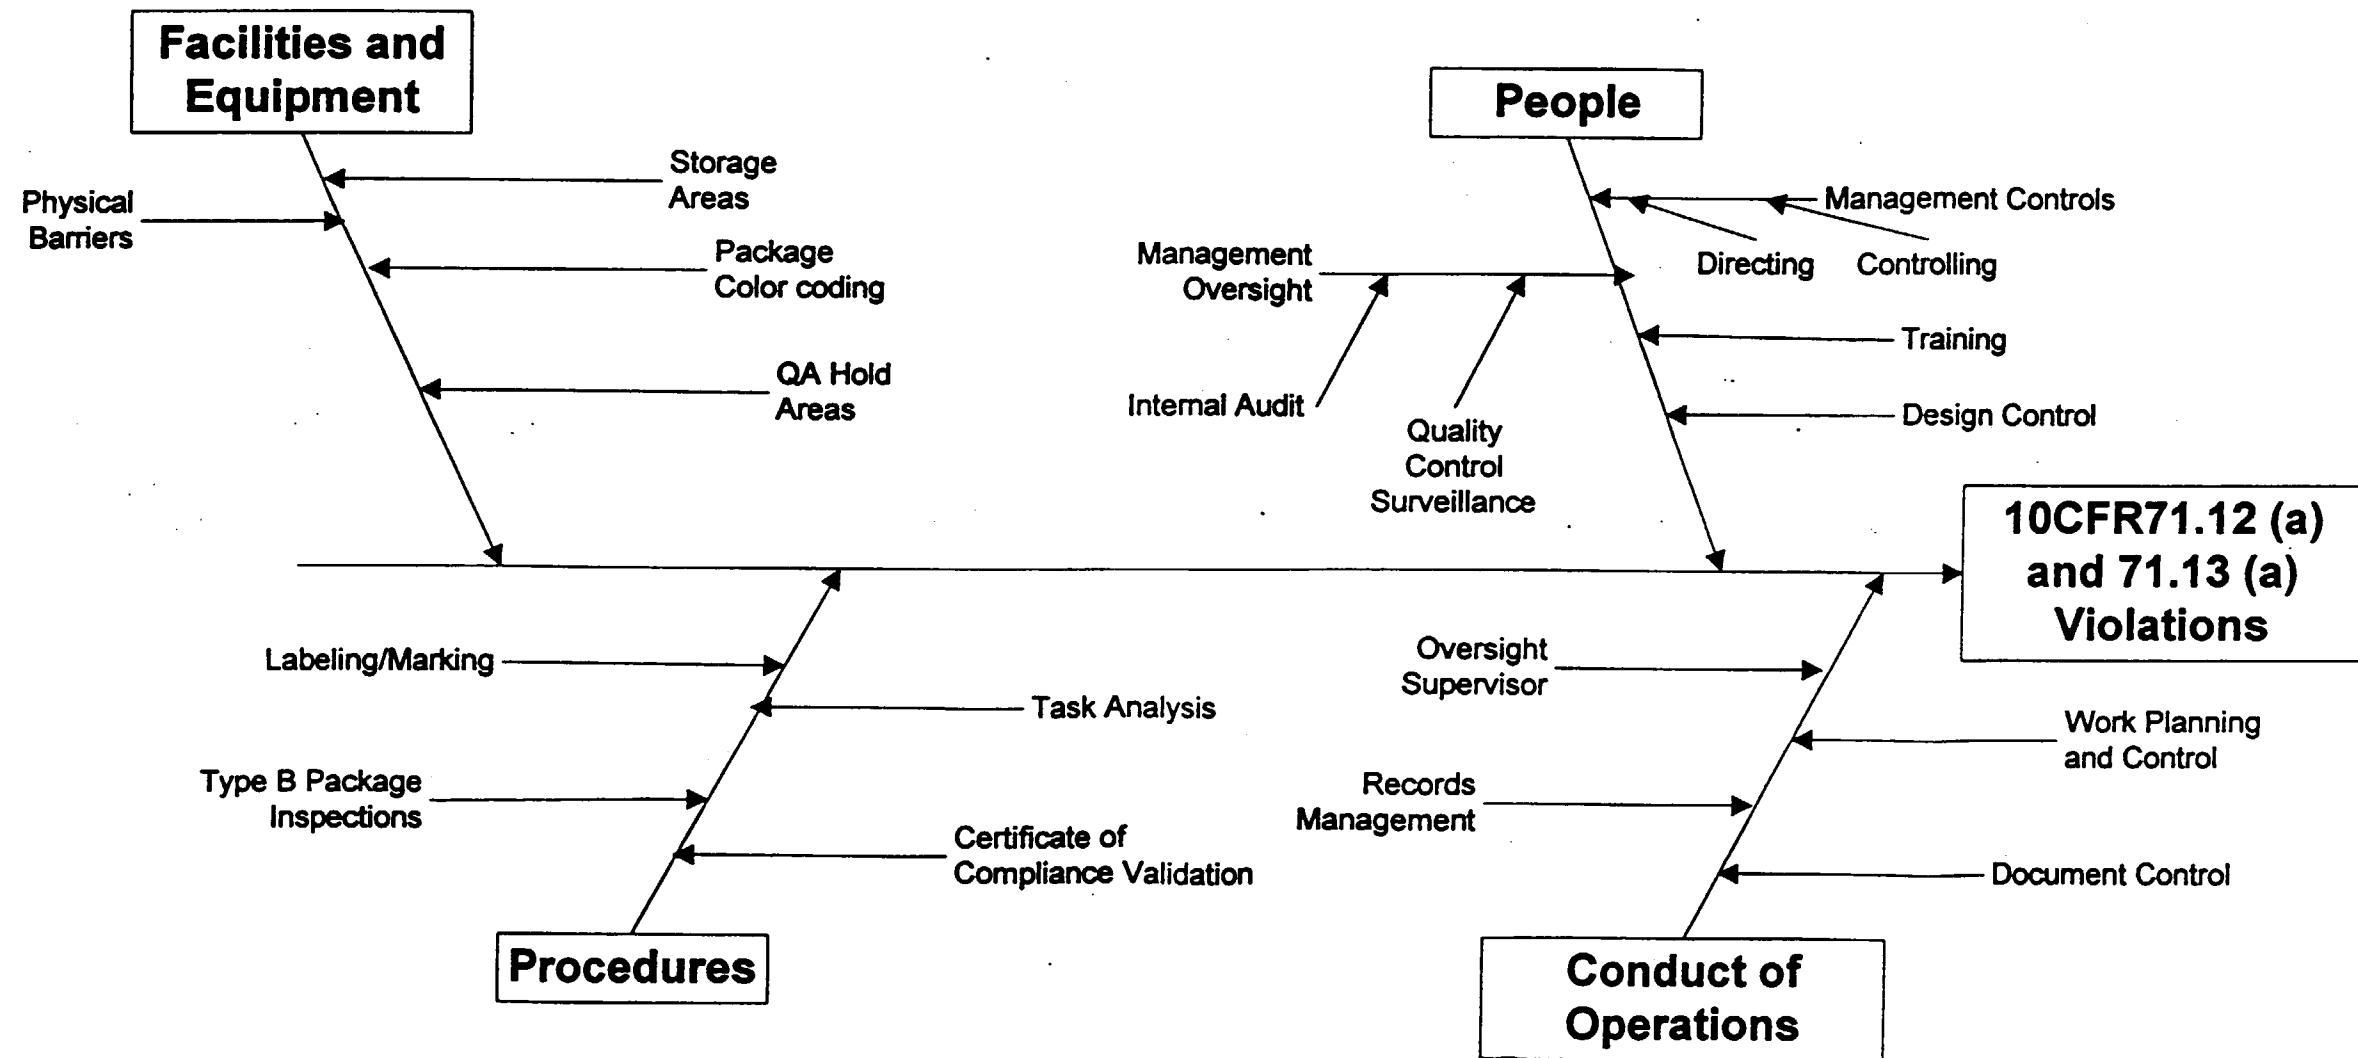 Facilities and
Equipment
People
Storage
Areas
Physical
Barriers
Package
Color coding
QA Hold
Areas
Management Controls
Directing
Controlling
Management
Oversight
Internal Audit
Quality
Control
Surveillance
Training
Design Control
10CFR71.12 (a)
and 71.13 (a)
Violations
Labeling/Marking
Task Analysis
Type B Package
Inspections
Certificate of
Compliance Validation
Procedures
Oversight
Supervisor
Work Planning
and Control
Records
Management
Document Control
Conduct of
Operations